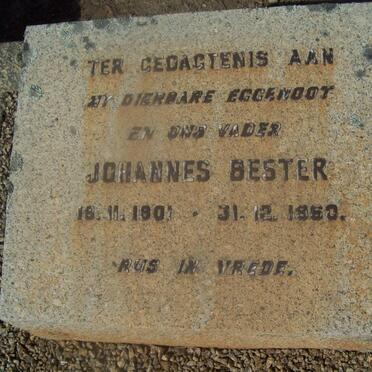 TER GEDAGTENIS AAN
MY DIERBARE EGGENOOT
EN ONS VADER
JOHANNES BESTER
18.11.1901 · 31.12.1960.
RUS IN VREDE.